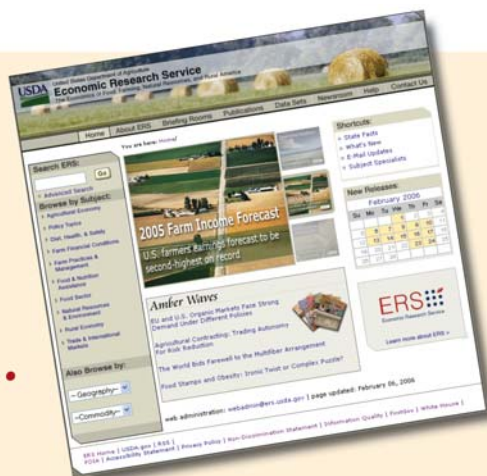 USDA
United States Department of Agriculture
Economic Research Service
The Economics of Food, Farming, Natural Resources, and Rural America
Home
About ERS
Briefing Rooms
Publications
Data Sets
Newsroom
Help
Contact Us
You are here: Home/
Search ERS:
Go
Advanced Search
Browse by Subject:
Agricultural Economy
Policy Topics
Diet, Health, & Safety
Farm Financial Conditions
Farm Practices &
Management
Food & Nutrition
Assistance
Food Sector
Natural Resources
& Environment
Rural Economy
Trade & International
Markets
Also Browse by:
--Geography--
--Commodity--
2005 Farm Income Forecast
U.S. farmers earnings forecast to be
second-highest on record
Amber Waves
EU and U.S. Organic Markets Face Strong
Demand Under Different Policies
Agricultural Contracting: Trading Autonomy
for Risk Reduction
The World Bids Farewell to the Multifiber Arrangement
Food Stamps and Obesity: Ironic Twist or Complex Puzzle?
Shortcuts:
State Facts
What's New
E-Mail Updates
Subject Specialists
New Releases:
February 2006
Su Mo Tu We Th Fr Sa
ERS
Economic Research Service
Learn more about ERS >
web administration: webadmin@ers.usda.gov | page updated: February 06, 2006
ERS Home | USDA.gov | RSS |
FOIA | Accessibility Statement | Privacy Policy | Non-Discrimination Statement | Information Quality | FirstGov | White House |